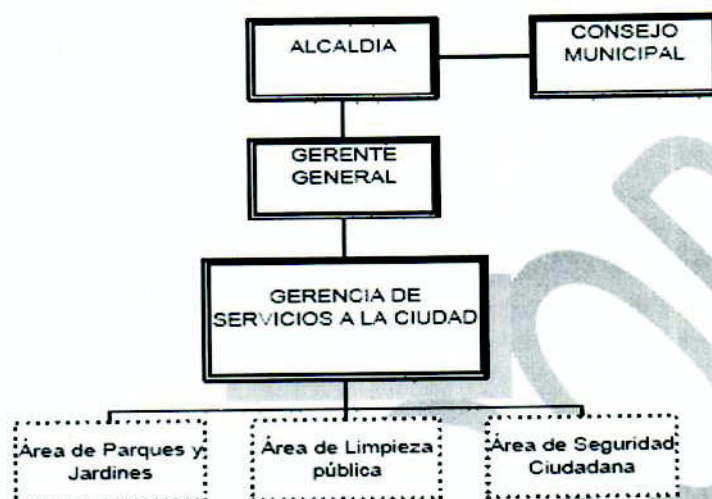 ALCALDIA
CONSEJO
MUNICIPAL
GERENTE
GENERAL
GERENCIA DE
SERVICIOS A LA CIUDAD
Área de Parques y
Jardines
Área de Limpieza
pública
Área de Seguridad
Ciudadana